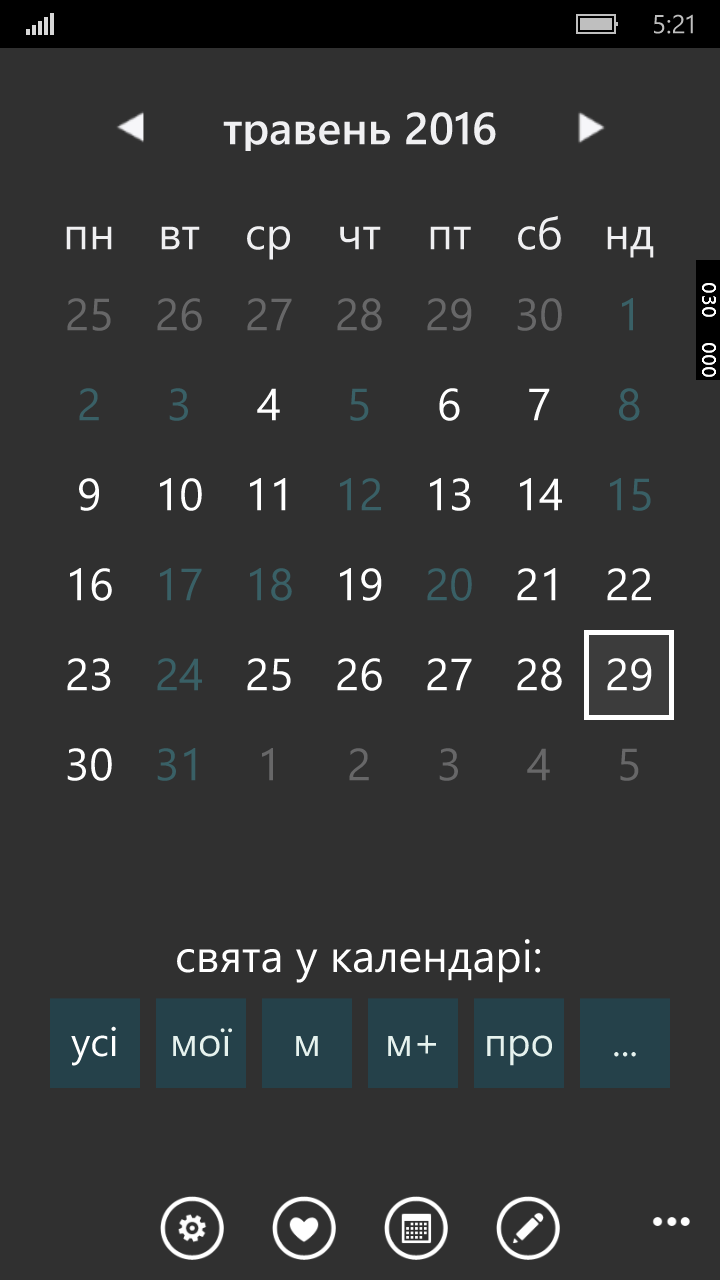 5:21
травень 2016
пн вт ср чт пт сб нд
25 26 27 28 29 30 1
2 3 4 5 6 7 8
9 10 11 12 13 14 15
16 17 18 19 20 21 22
23 24 25 26 27 28 29
30 31 1 2 3 4 5
030
000
свята у календарі:
усі мої м м+ про ...